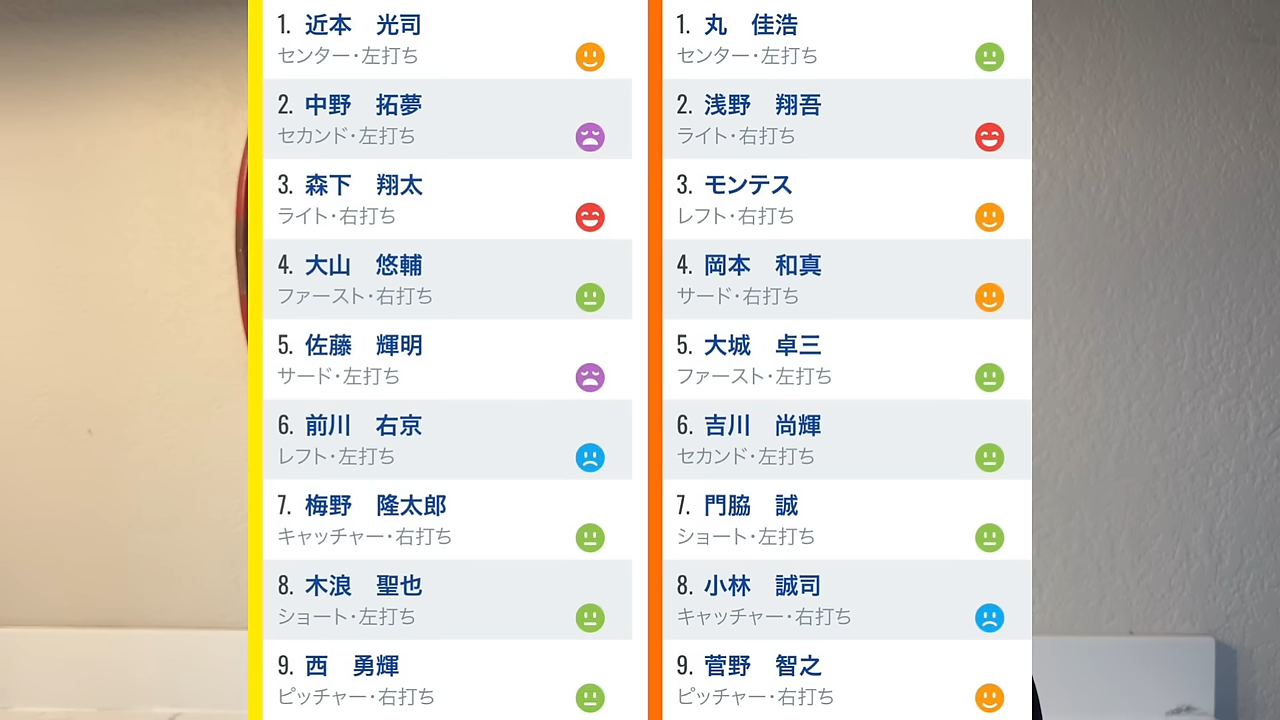 1. 近本 光司
センター・左打ち
2. 中野 拓夢
セカンド・左打ち
3. 森下 翔太
ライト・右打ち
4. 大山 悠輔
ファースト・右打ち
5. 佐藤 輝明
サード・左打ち
6. 前川 右京
レフト・左打ち
7. 梅野 隆太郎
キャッチャー・右打ち
8. 木浪 聖也
ショート・左打ち
9. 西 勇輝
ピッチャー・右打ち
1. 丸 佳浩
センター・左打ち
2. 浅野 翔吾
ライト・右打ち
3. モンテス
レフト・右打ち
4. 岡本 和真
サード・右打ち
5. 大城 卓三
ファースト・左打ち
6. 吉川 尚輝
セカンド・左打ち
7. 門脇 誠
ショート・左打ち
8. 小林 誠司
キャッチャー・右打ち
9. 菅野 智之
ピッチャー・右打ち